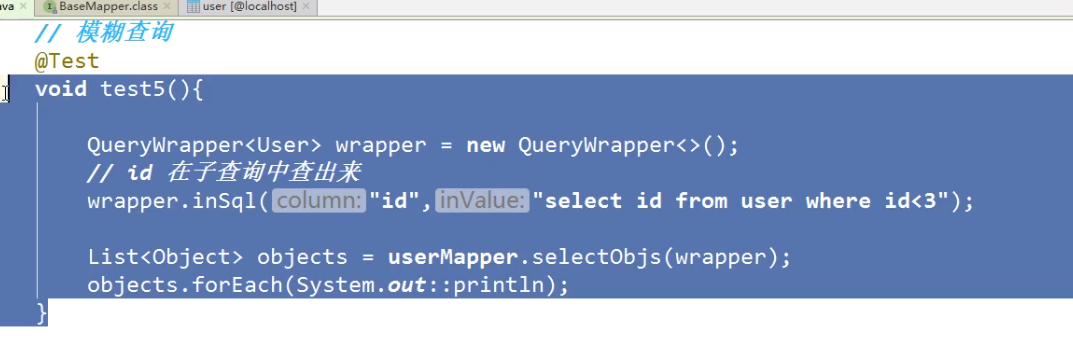 ava × BaseMapper.class × user [@localhost] ×
// 模糊查询
@Test
void test5(){
QueryWrapper<User> wrapper = new QueryWrapper<>();
// id 在子查询中查出来
wrapper.inSql( column: "id", inValue: "select id from user where id<3");
List<Object> objects = userMapper.selectObjs(wrapper);
objects.forEach(System.out::println);
}